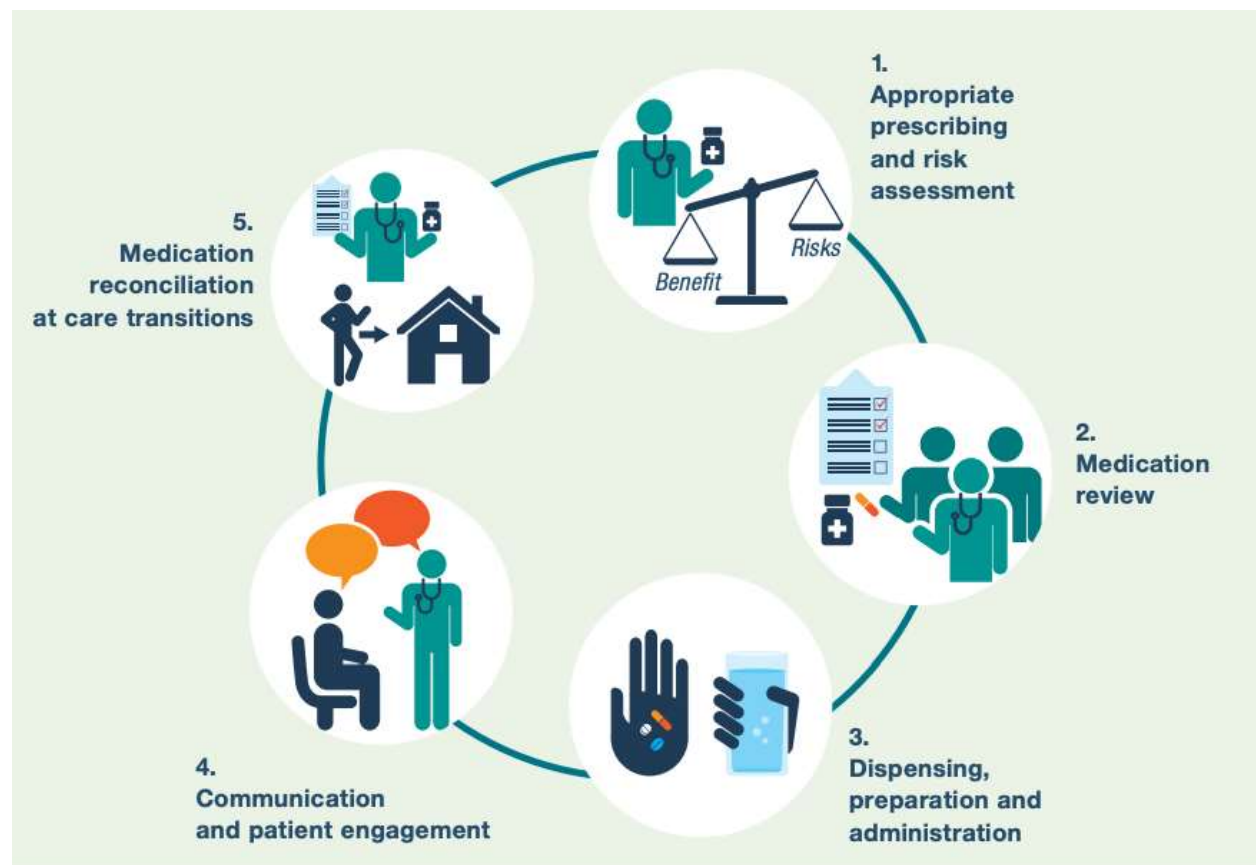 1.
Appropriate
prescribing
and risk
assessment
Risks
Benefit
2.
Medication
review
3.
Dispensing,
preparation and
administration
4.
Communication
and patient engagement
5.
Medication
reconciliation
at care transitions